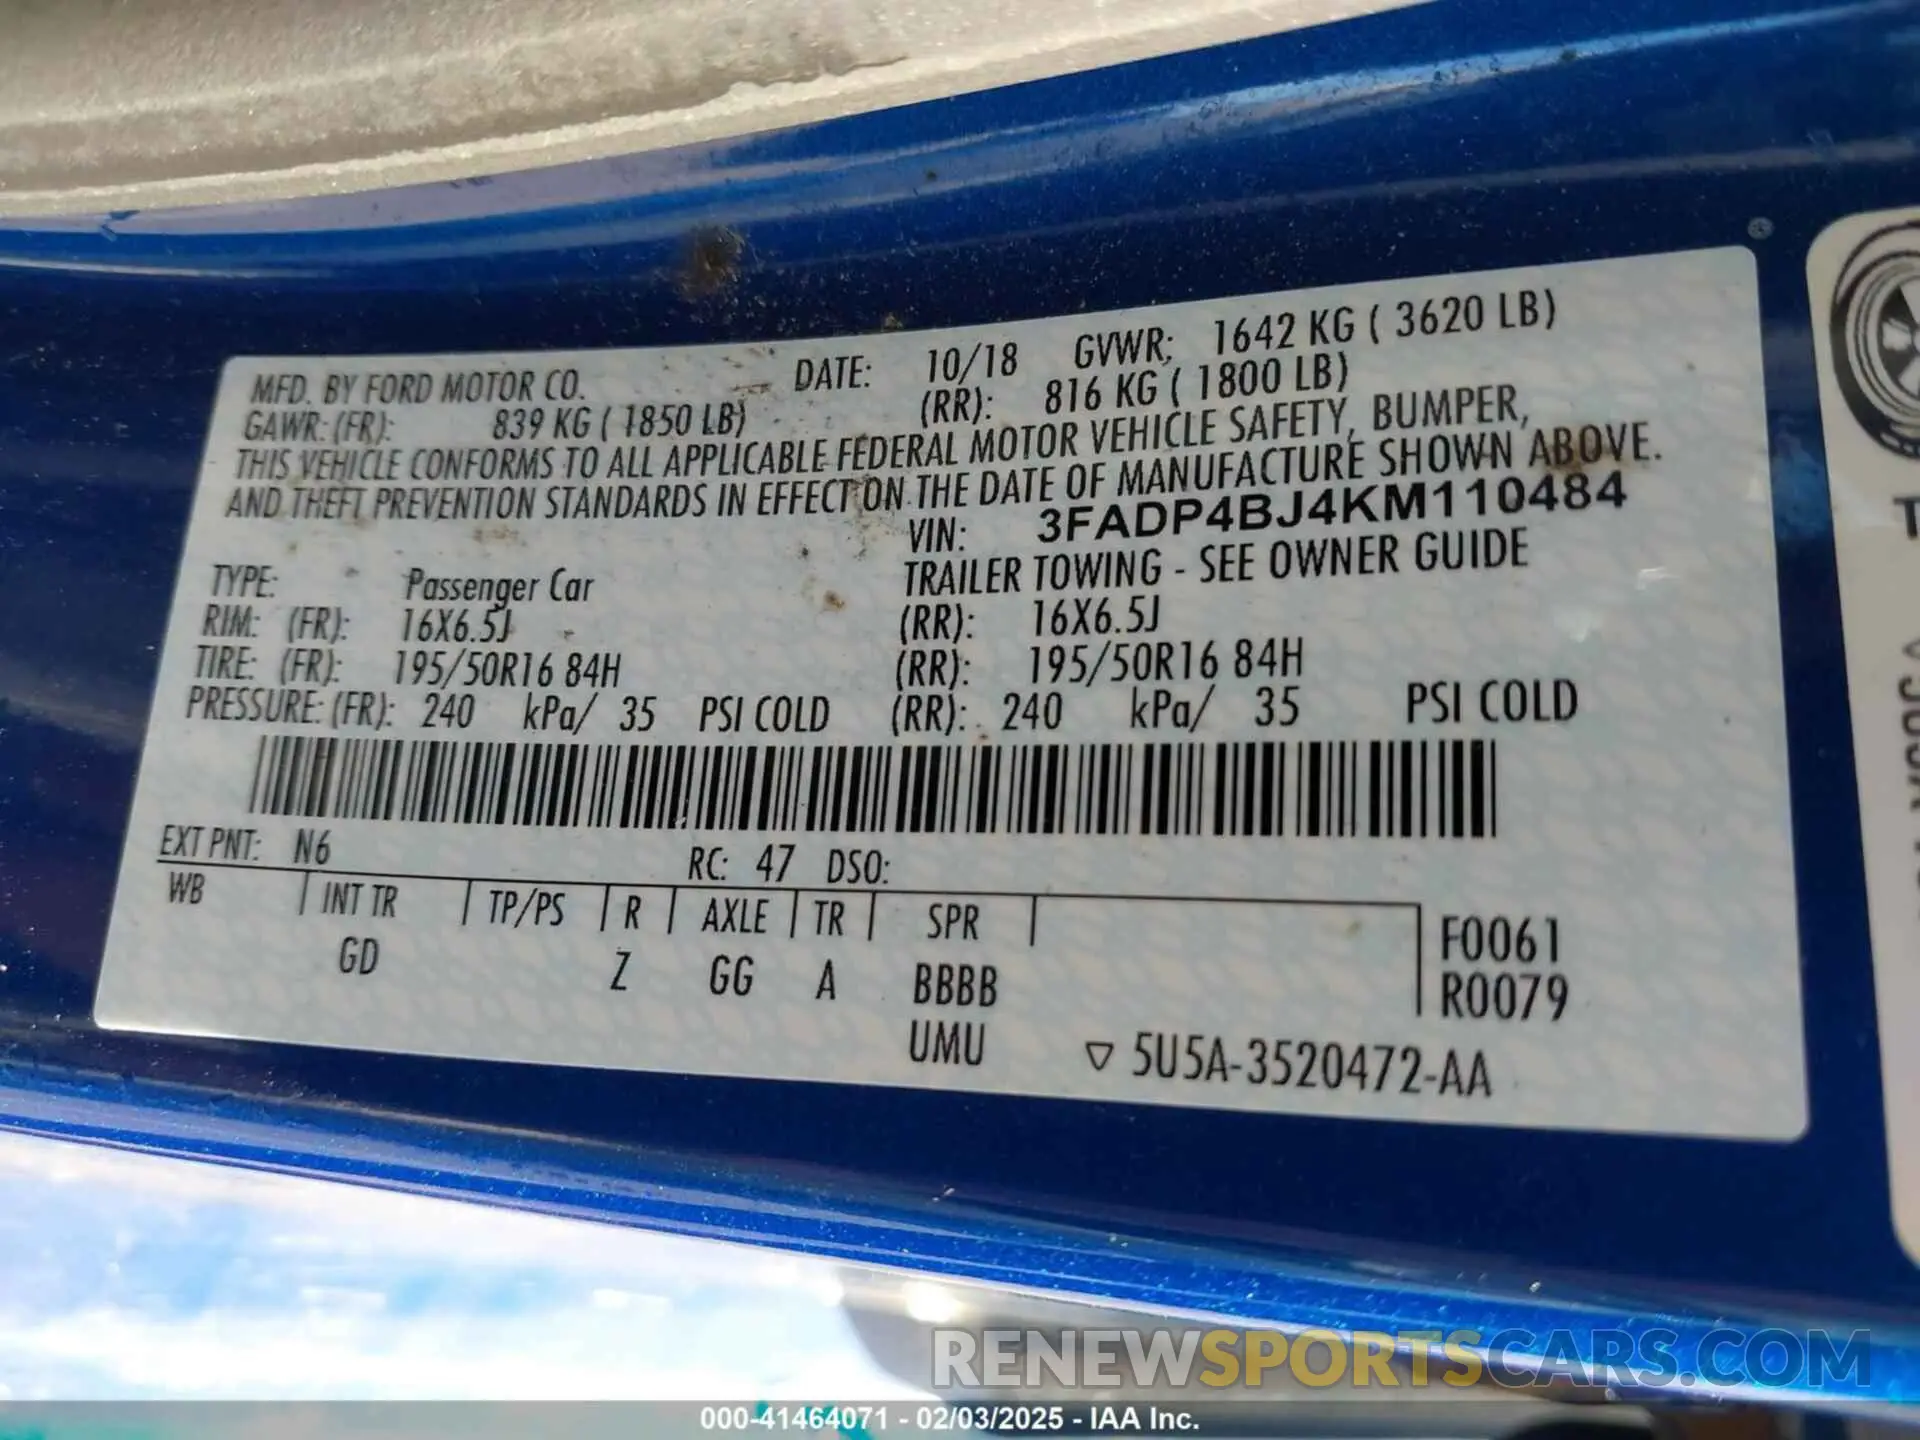 MFD. BY FORD MOTOR CO. DATE: 10/18 GVWR: 1642 KG ( 3620 LB)
GAWR: (FR): 839 KG ( 1850 LB) (RR): 816 KG ( 1800 LB)
THIS VEHICLE CONFORMS TO ALL APPLICABLE FEDERAL MOTOR VEHICLE SAFETY, BUMPER,
AND THEFT PREVENTION STANDARDS IN EFFECT ON THE DATE OF MANUFACTURE SHOWN ABOVE.
VIN: 3FADP4BJ4KM110484
TYPE: Passenger Car TRAILER TOWING - SEE OWNER GUIDE
RIM: (FR): 16X6.5J (RR): 16X6.5J
TIRE: (FR): 195/50R16 84H (RR): 195/50R16 84H
PRESSURE: (FR): 240 kPa/ 35 PSI COLD (RR): 240 kPa/ 35 PSI COLD
EXT PNT: N6 RC: 47 DSO:
WB INT TR TP/PS R AXLE TR SPR F0061
GD Z GG A BBBB R0079
UMU ▽ 5U5A-3520472-AA
RENEWSPORTSCARS.COM
000-41464071 - 02/03/2025 - IAA Inc.